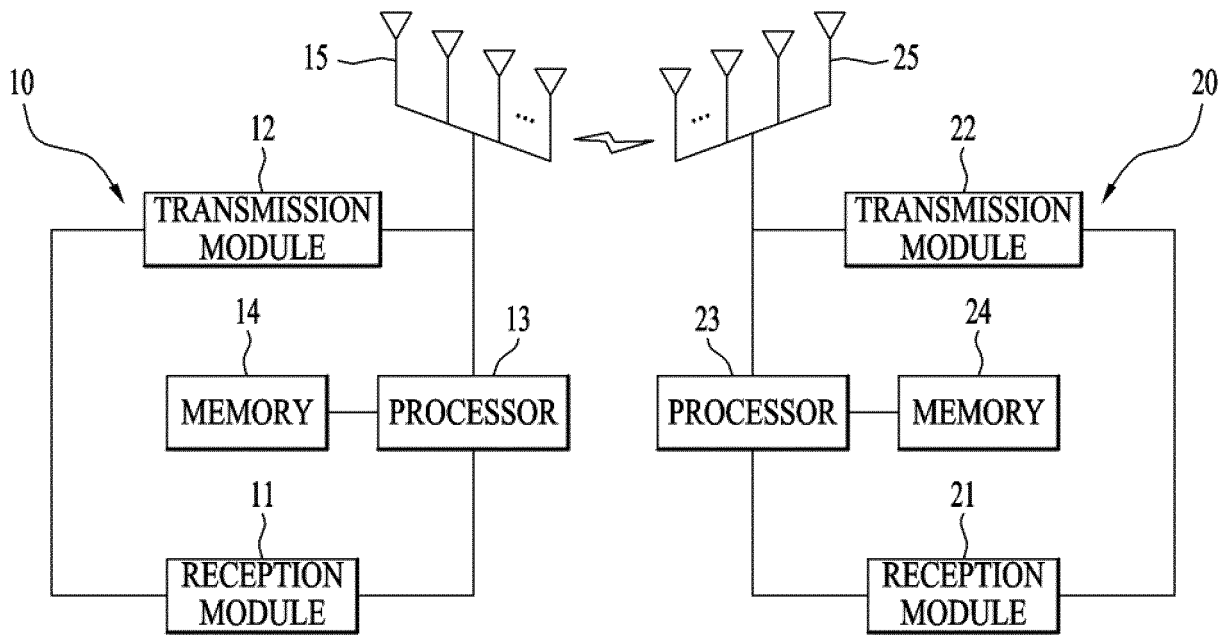 15
25
10
20
12
22
TRANSMISSION
MODULE
TRANSMISSION
MODULE
14
13
23
24
MEMORY
PROCESSOR
PROCESSOR
MEMORY
11
21
RECEPTION
MODULE
RECEPTION
MODULE